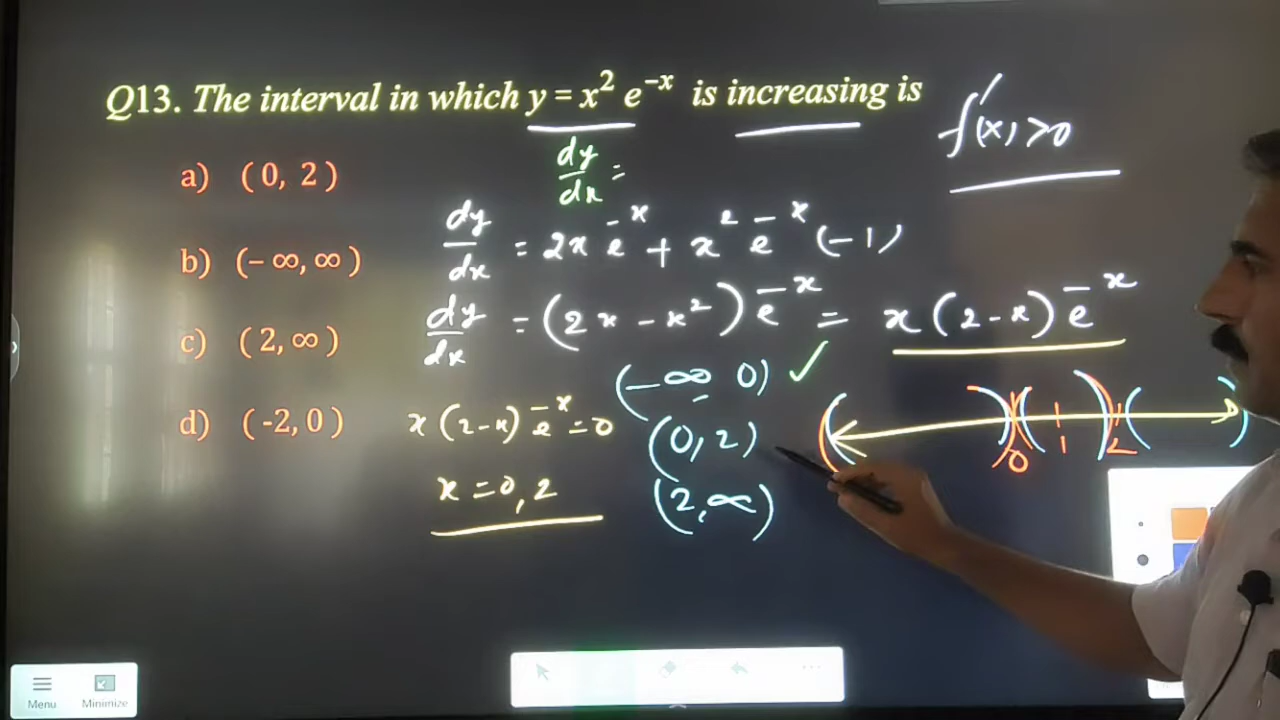 Q13. The interval in which y = x² e⁻ˣ is increasing is
f'(x) > 0
dy/dx =
a) ( 0, 2 )
dy/dx = 2x e⁻ˣ + x² e⁻ˣ (-1)
b) (- ∞, ∞ )
dy/dx = (2x - x²) e⁻ˣ = x (2-x) e⁻ˣ
c) ( 2, ∞ )
(-∞ 0) ✓
d) ( -2, 0 )
x (2-x) e⁻ˣ = 0
(0, 2)
0 1 2
x = 0, 2
(2, ∞)
Menu
Minimize